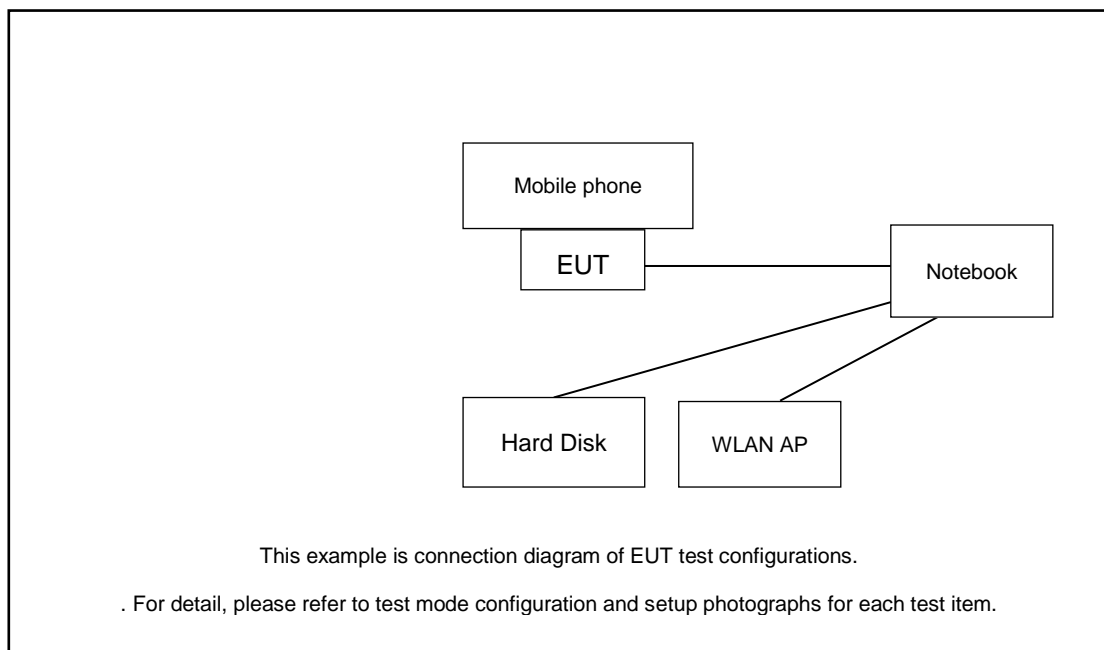 Mobile phone
EUT
Notebook
Hard Disk
WLAN AP
This example is connection diagram of EUT test configurations.
. For detail, please refer to test mode configuration and setup photographs for each test item.